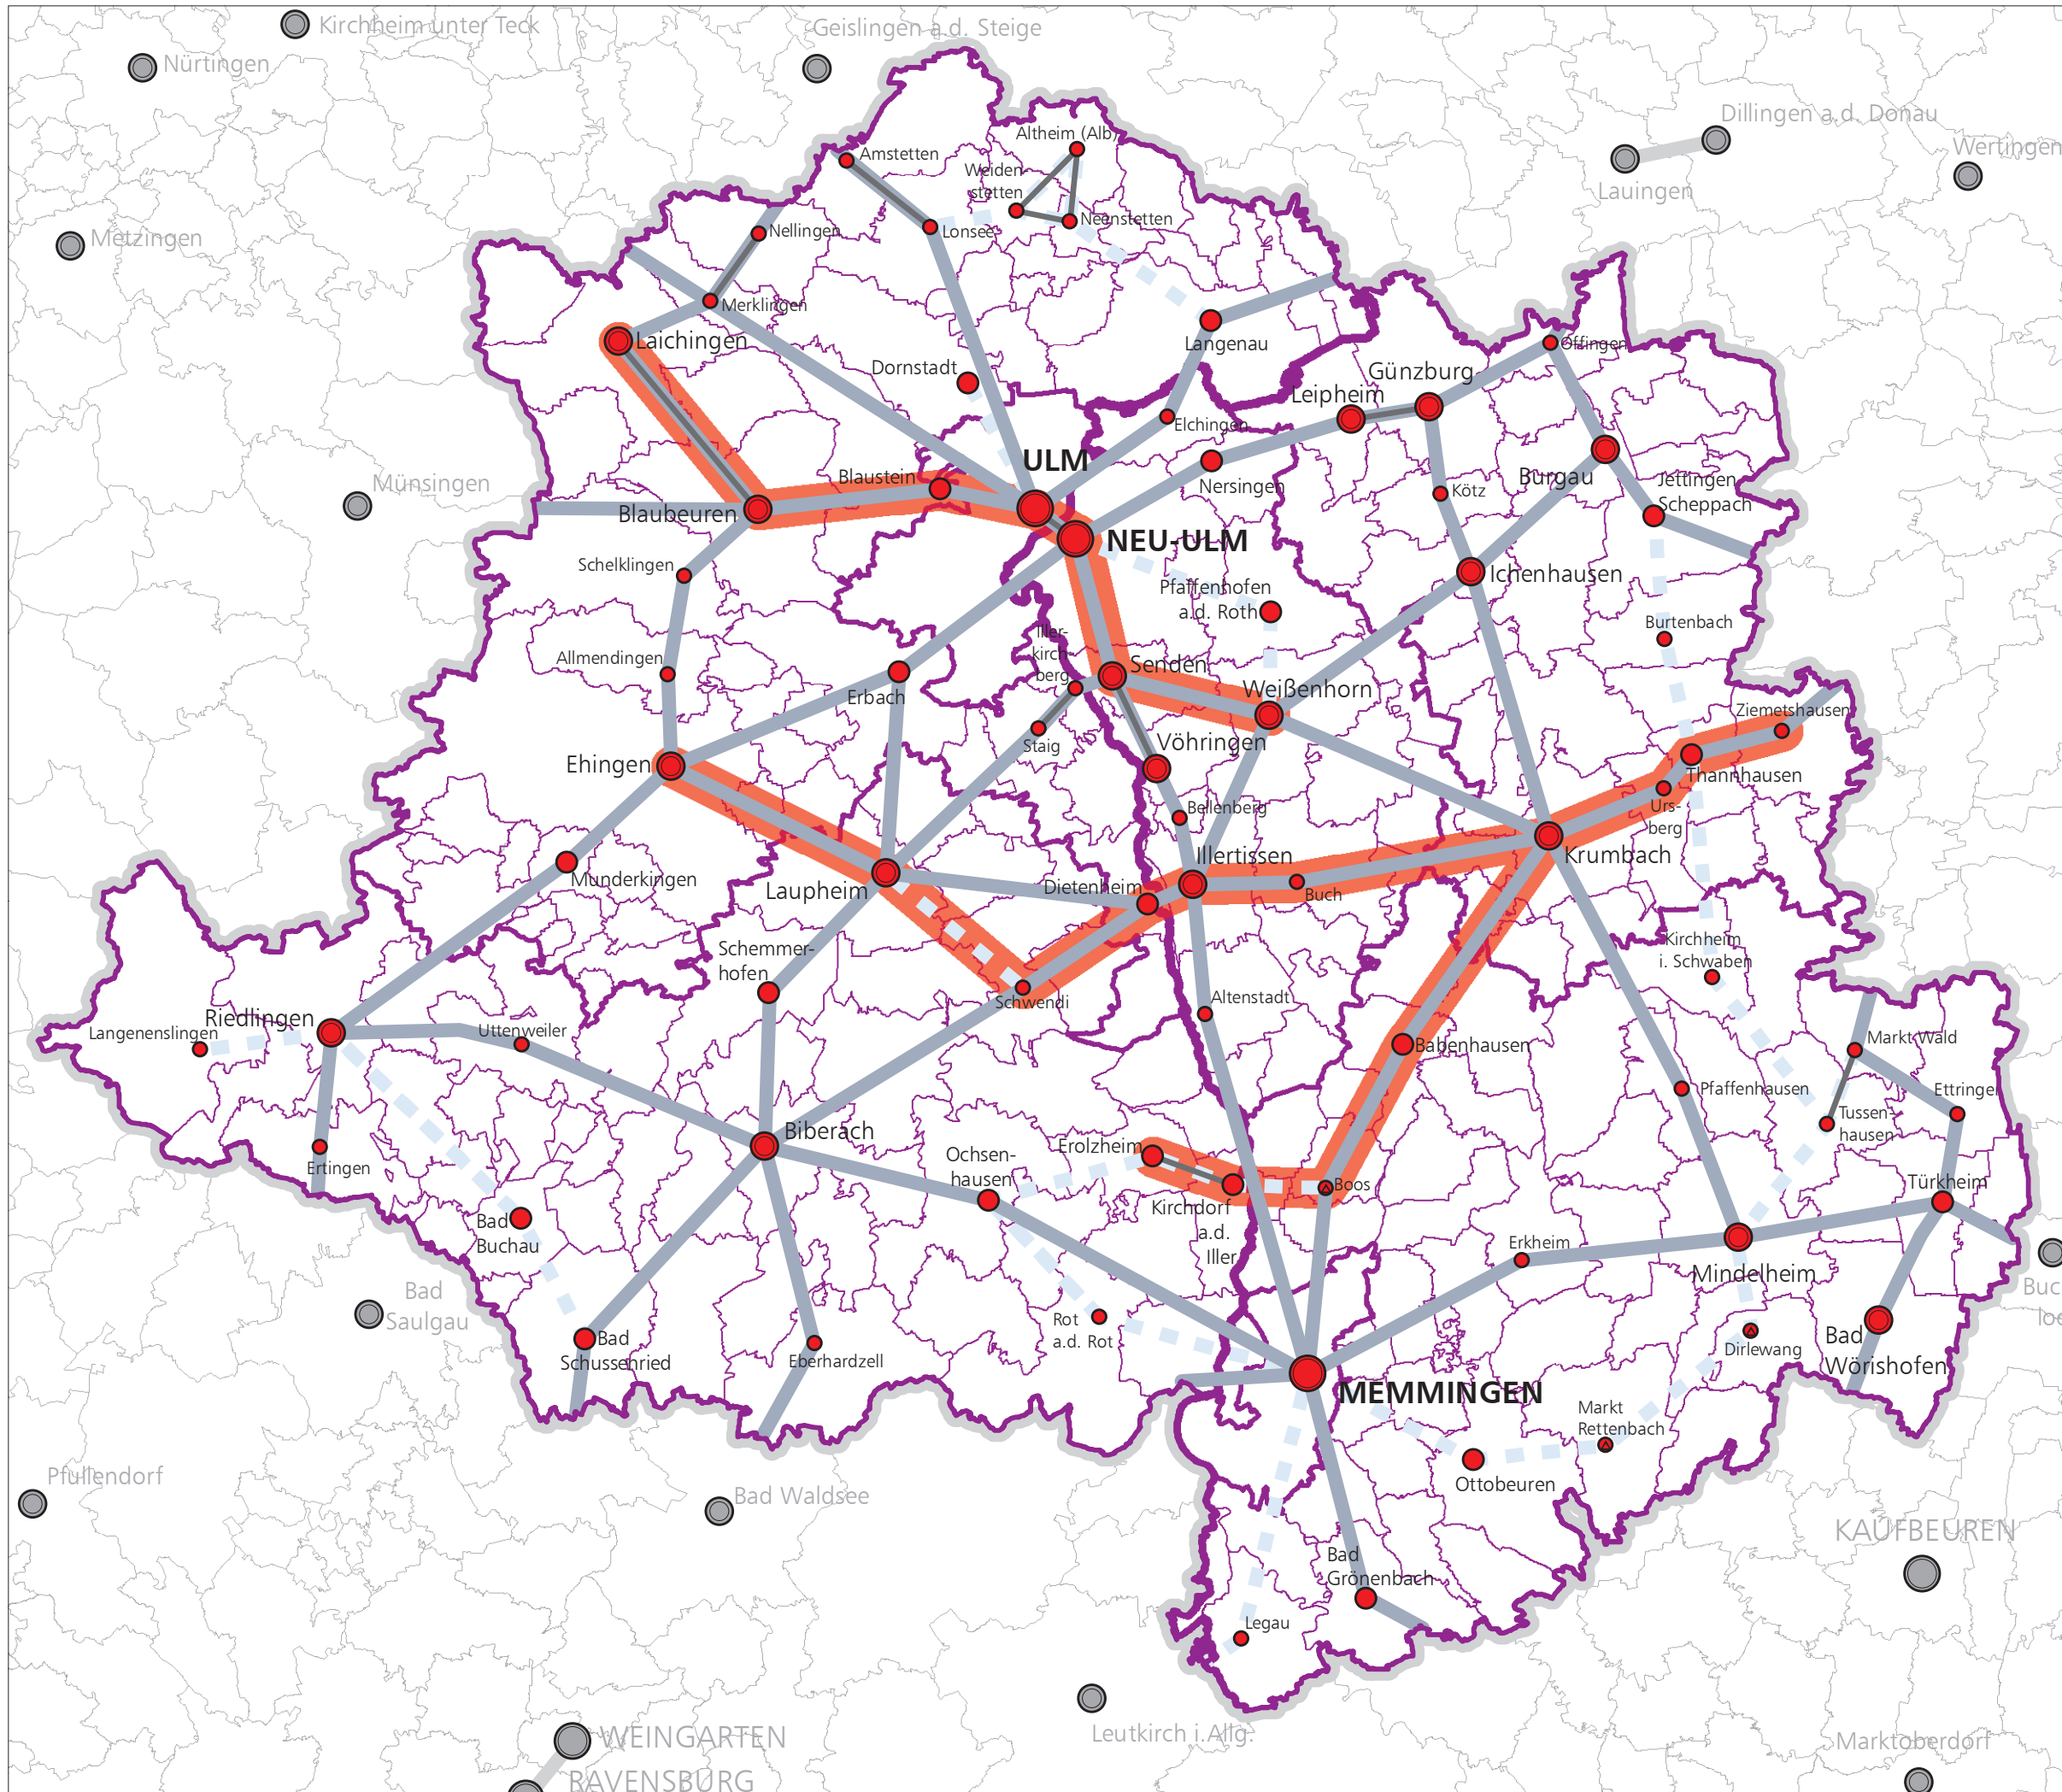 Kirchheim unter Teck
Geislingen a.d. Steige
Nürtingen
Dillingen a.d. Donau
Altheim (Alb)
Amstetten
Weiden
stetten
Wertingen
Lauingen
Neenstetten
Nellingen
Lonsee
Metzingen
Merklingen
Laichingen
Langenau
Offingen
Dornstadt
Günzburg
Leipheim
Elchingen
ULM
Blaustein
Nersingen
Kötz
Burgau
Jettingen
Scheppach
Münsingen
Blaubeuren
NEU-ULM
Schelklingen
Ichenhausen
Pfaffenhofen
a.d. Roth
Burtenbach
Iller-
kirch-
berg
Allmendingen
Senden
Erbach
Weißenhorn
Ziemetshausen
Staig
Vöhringen
Ehingen
Thannhausen
Bellenberg
Urs-
berg
Illertissen
Krumbach
Munderkingen
Laupheim
Dietenheim
Buch
Schemmer-
hofen
Kirchheim
i. Schwaben
Schwendi
Altenstadt
Riedlingen
Langenenslingen
Uttenweiler
Babenhausen
Markt Wald
Pfaffenhausen
Ettringen
Tussen-
hausen
Biberach
Erolzheim
Ochsen-
hausen
Ertingen
Boos
Türkheim
Kirchdorf
a.d.
Iller
Bad
Buchau
Erkheim
Mindelheim
Bad
Saulgau
Buc
loe
Rot
a.d. Rot
Bad
Schussenried
Eberhardzell
Dirlewang
Bad
Wörishofen
MEMMINGEN
Markt
Rettenbach
Ottobeuren
Pfullendorf
Bad Waldsee
KAUFBEUREN
Bad
Grönenbach
Legau
Leutkirch i.Allg.
WEINGARTEN
Marktoberdorf
RAVENSBURG